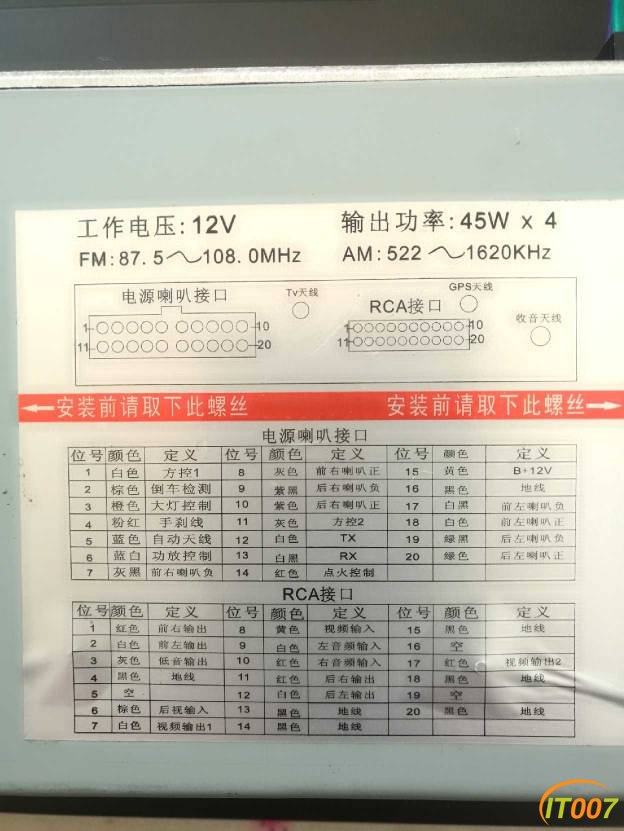 工作电压:12V 输出功率:45W x 4
FM:87.5～108.0MHz AM:522～1620KHz
电源喇叭接口 Tv天线 RCA接口 GPS天线 收音天线
1 10 1 10
11 20 11 20
安装前请取下此螺丝 安装前请取下此螺丝
电源喇叭接口
位号 颜色 定义 位号 颜色 定义 位号 颜色 定义
1 白色 方控1 8 灰色 前右喇叭正 15 黄色 B+12V
2 棕色 倒车检测 9 紫黑 后右喇叭负 16 黑色 地线
3 橙色 大灯控制 10 紫色 后右喇叭正 17 白黑 前左喇叭负
4 粉红 手刹线 11 灰色 方控2 18 白色 前左喇叭正
5 蓝色 自动天线 12 白色 TX 19 绿黑 后左喇叭负
6 蓝白 功放控制 13 白黑 RX 20 绿色 后左喇叭正
7 灰黑 前右喇叭负 14 红色 点火控制
RCA接口
位号 颜色 定义 位号 颜色 定义 位号 颜色 定义
1 红色 前右输出 8 黄色 视频输入 15 黑色 地线
2 白色 前左输出 9 白色 左音频输入 16 空
3 灰色 低音输出 10 红色 右音频输入 17 红色 视频输出2
4 黑色 地线 11 红色 后右输出 18 黑色 地线
5 空 12 白色 后左输出 19 空
6 棕色 后视输入 13 黑色 地线 20 黑色 地线
7 白色 视频输出1 14 黑色 地线
IT007